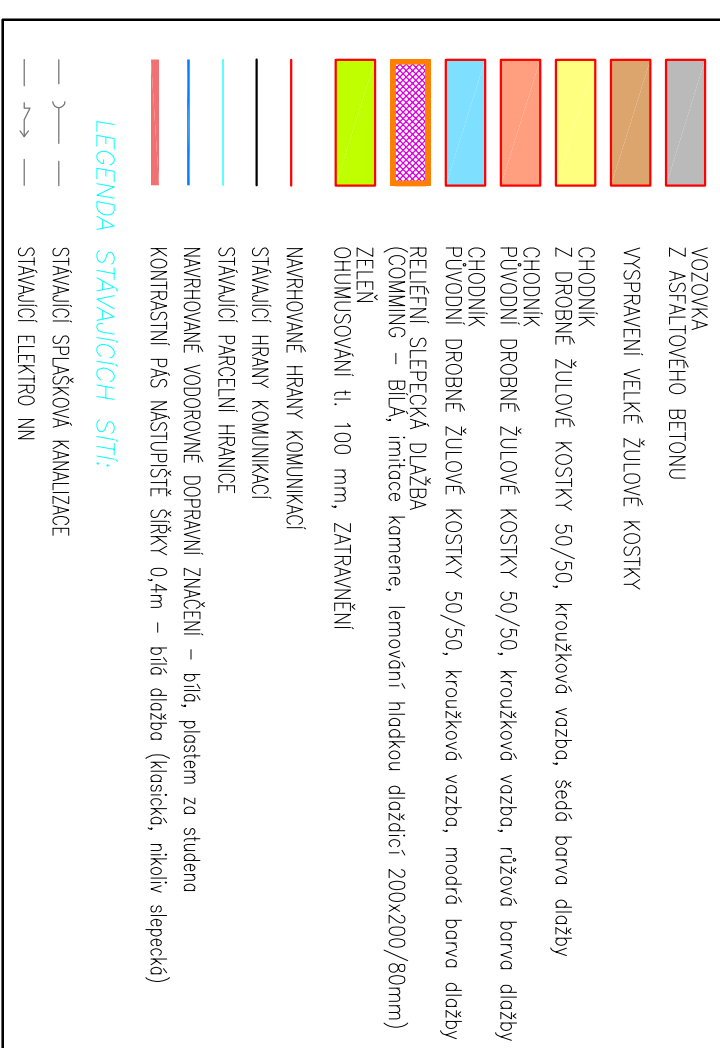 VOZOVKA
Z ASFALTOVÉHO BETONU
VYSPRAVENÍ VELKÉ ŽULOVÉ KOSTKY
CHODNÍK
Z DROBNÉ ŽULOVÉ KOSTKY 50/50, kroužková vazba, šedá barva dlažby
CHODNÍK
PŮVODNÍ DROBNÉ ŽULOVÉ KOSTKY 50/50, kroužková vazba, růžová barva dlažby
CHODNÍK
PŮVODNÍ DROBNÉ ŽULOVÉ KOSTKY 50/50, kroužková vazba, modrá barva dlažby
RELIÉFNÍ SLEPECKÁ DLAŽBA
(COMMING – BÍLÁ, imitace kamene, lemování hladkou dlaždicí 200x200/80mm)
ZELEŇ
OHUMUSOVÁNÍ tl. 100 mm, ZATRAVNĚNÍ
NAVRHOVANÉ HRANY KOMUNIKACÍ
STÁVAJÍCÍ HRANY KOMUNIKACÍ
STÁVAJÍCÍ PARCELNÍ HRANICE
NAVRHOVANÉ VODOROVNÉ DOPRAVNÍ ZNAČENÍ – bílá, plastem za studena
KONTRASTNÍ PÁS NÁSTUPIŠTĚ ŠÍŘKY 0,4m – bílá dlažba (klasická, nikoliv slepecká)
LEGENDA STÁVAJÍCÍCH SÍTÍ:
STÁVAJÍCÍ SPLAŠKOVÁ KANALIZACE
STÁVAJÍCÍ ELEKTRO NN